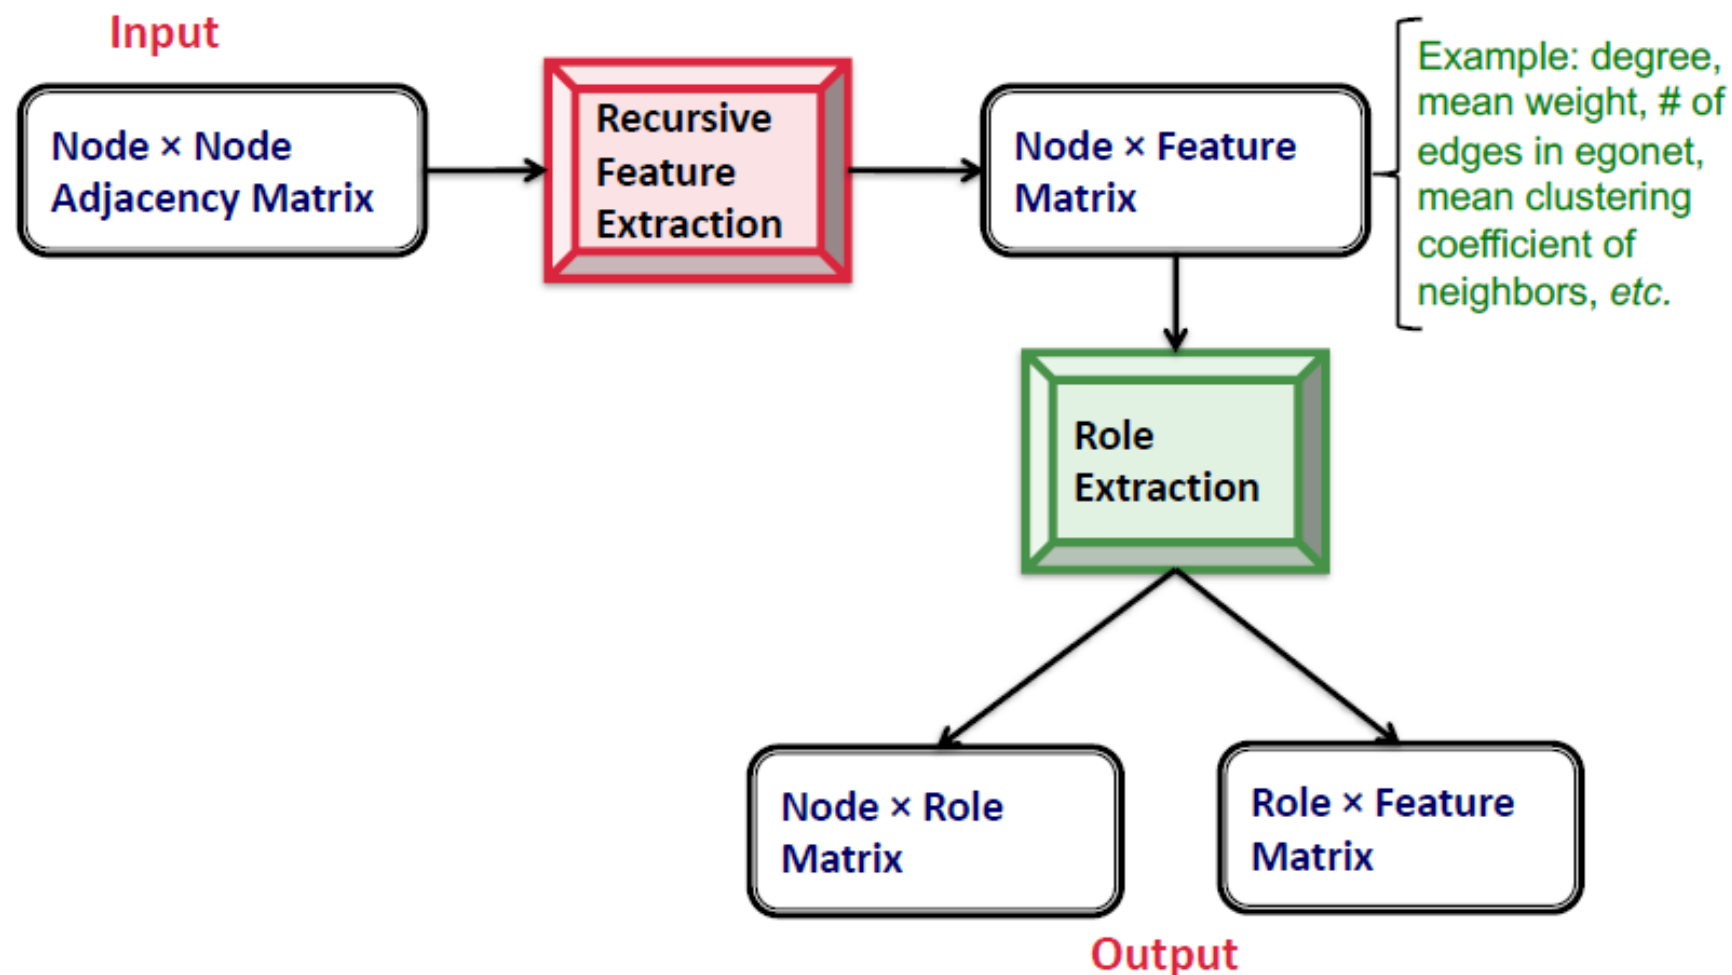 Input
Node × Node
Adjacency Matrix
Recursive
Feature
Extraction
Node × Feature
Matrix
Example: degree,
mean weight, # of
edges in egonet,
mean clustering
coefficient of
neighbors, etc.
Role
Extraction
Node × Role
Matrix
Role × Feature
Matrix
Output